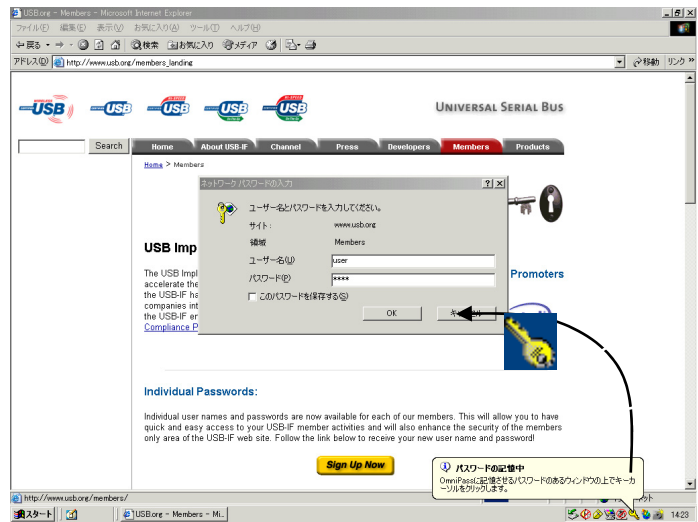 USB.org - Members - Microsoft Internet Explorer
ファイル(F) 編集(E) 表示(V) お気に入り(A) ツール(T) ヘルプ(H)
戻る 検索 お気に入り メディア
アドレス(D) http://www.usb.org/members_landing 移動 リンク »
WIRELESS USB
USB
HI-SPEED USB
USB On-The-Go
HI-SPEED USB On-The-Go
UNIVERSAL SERIAL BUS
Search Home About USB-IF Channel Press Developers Members Products
Home > Members
ネットワーク パスワードの入力
ユーザー名とパスワードを入力してください。
サイト: www.usb.org
領域 Members
ユーザー名(U) user
パスワード(P) ****
このパスワードを保存する(S)
OK
USB Imp
Promoters
The USB Impl
accelerate the
the USB-IF ha
companies int
the USB-IF er
Compliance P
Individual Passwords:
Individual user names and passwords are now available for each of our members. This will allow you to have
quick and easy access to your USB-IF member activities and will also enhance the security of the members
only area of the USB-IF web site. Follow the link below to receive your new user name and password!
Sign Up Now
パスワードの記憶中
OmniPassに記憶させるパスワードのあるウィンドウの上でキーカ
ーソルをクリックします。
http://www.usb.org/members/
スタート USB.org - Members - Mi... 14:23